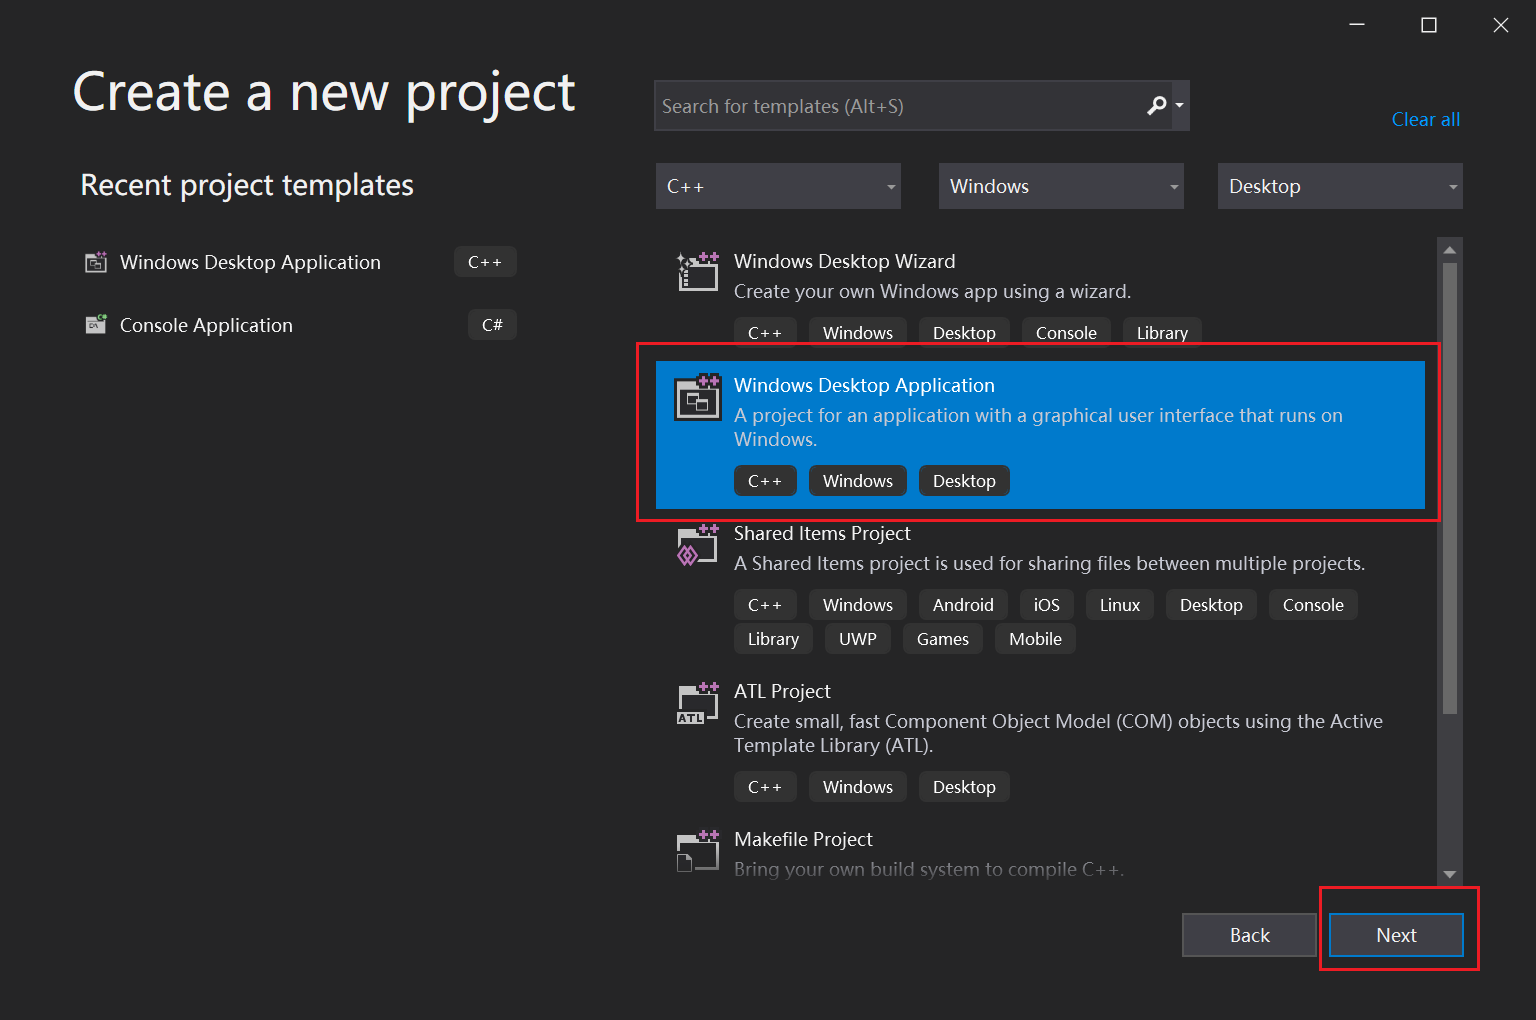 Create a new project
Search for templates (Alt+S)
Clear all
Recent project templates
C++
Windows
Desktop
Windows Desktop Application
C++
Console Application
C#
Windows Desktop Wizard
Create your own Windows app using a wizard.
C++ Windows Desktop Console Library
Windows Desktop Application
A project for an application with a graphical user interface that runs on
Windows.
C++ Windows Desktop
Shared Items Project
A Shared Items project is used for sharing files between multiple projects.
C++ Windows Android iOS Linux Desktop Console
Library UWP Games Mobile
ATL
ATL Project
Create small, fast Component Object Model (COM) objects using the Active
Template Library (ATL).
C++ Windows Desktop
Makefile Project
Bring your own build system to compile C++.
Back
Next